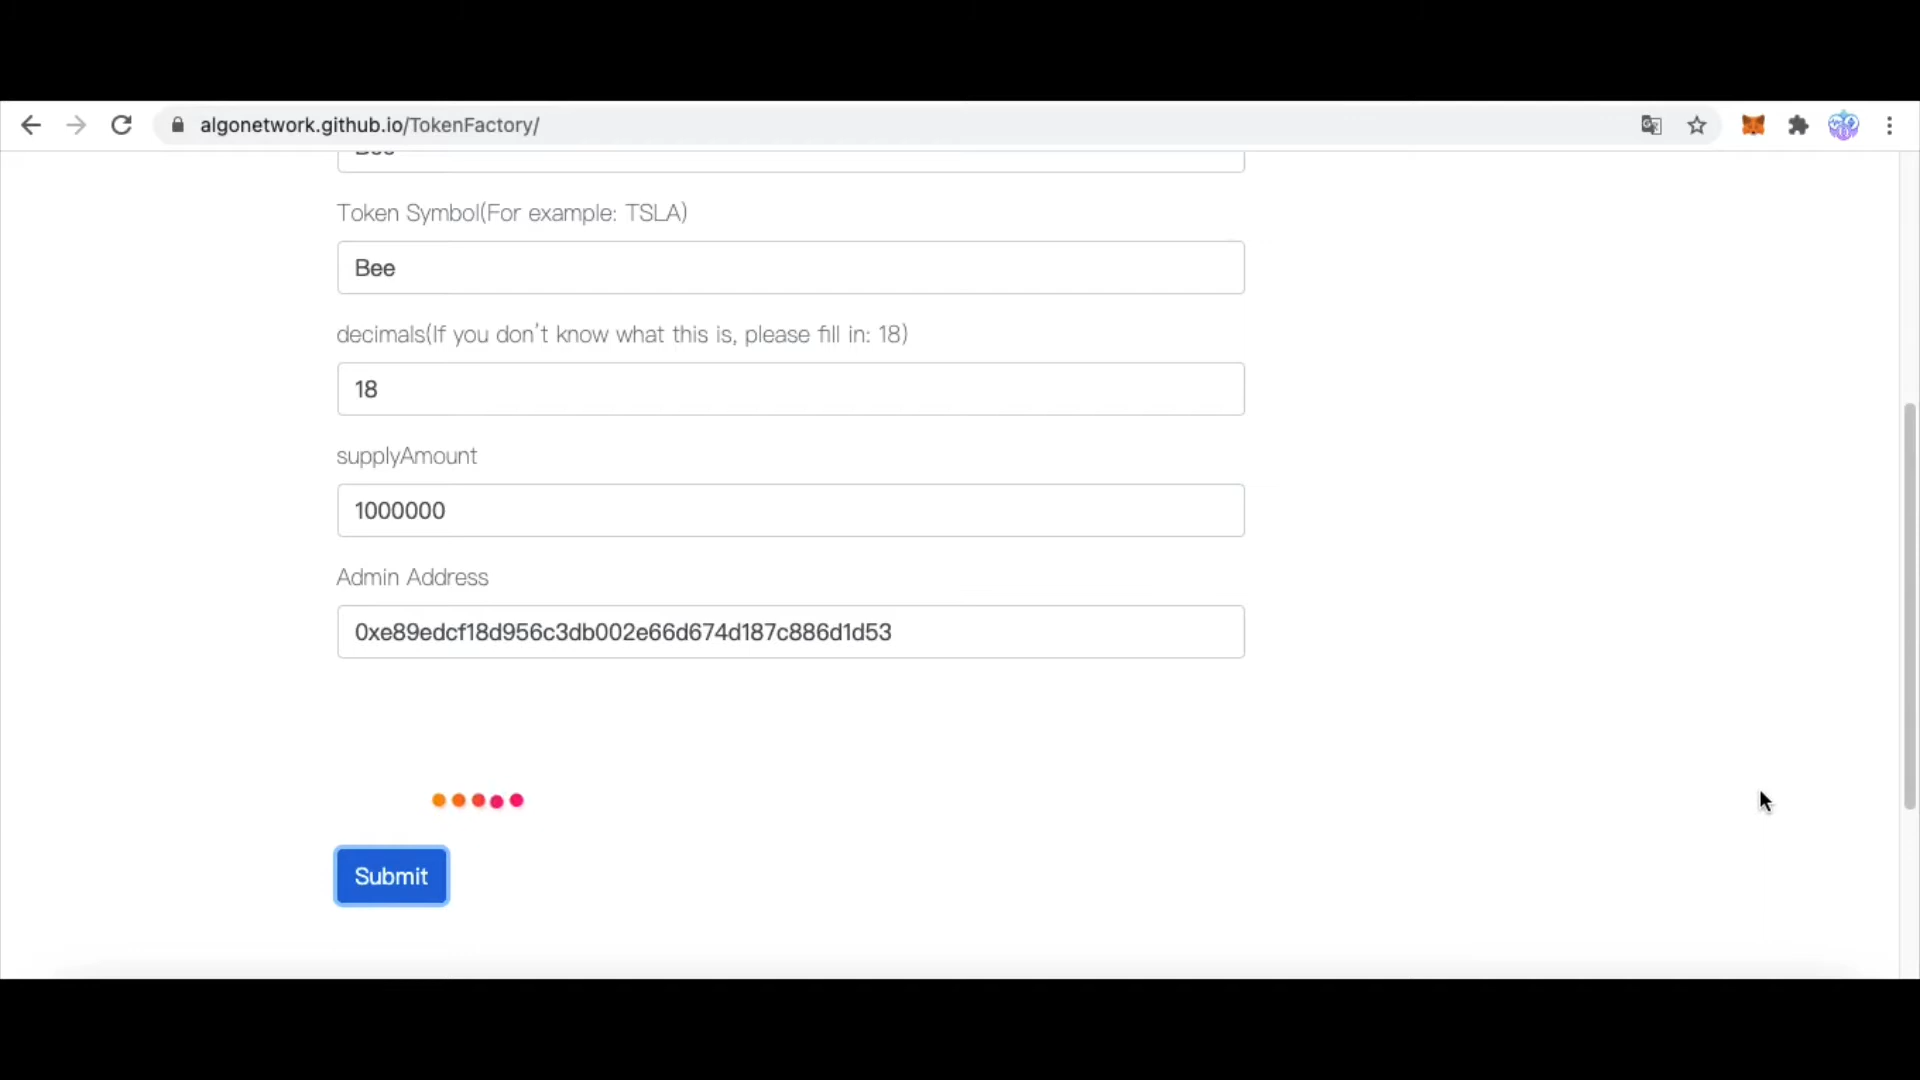 algonetwork.github.io/TokenFactory/
Token Symbol(For example: TSLA)
Bee
decimals(If you don't know what this is, please fill in: 18)
18
supplyAmount
1000000
Admin Address
0xe89edcf18d956c3db002e66d674d187c886d1d53
Submit